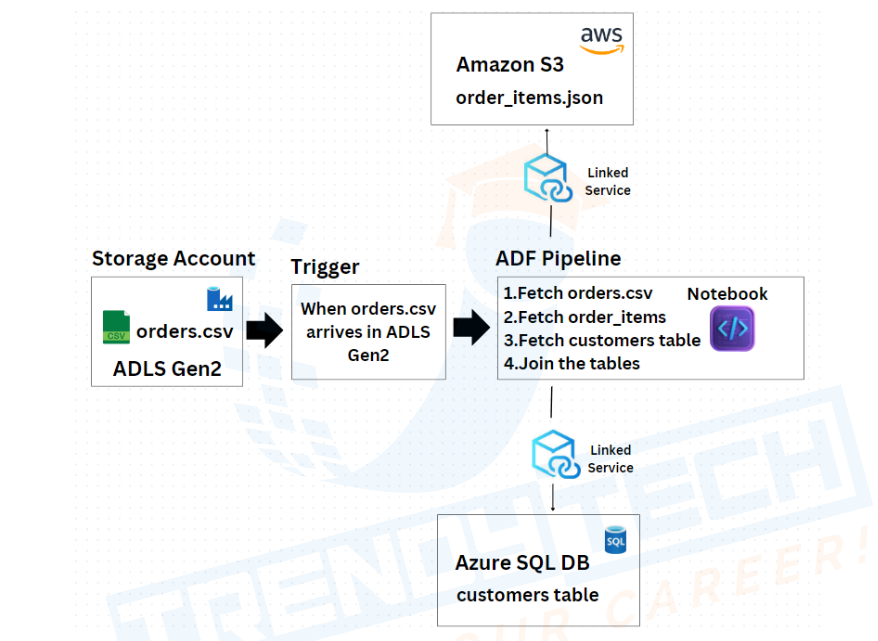 aws
Amazon S3
order_items.json
Linked
Service
Storage Account
Trigger
ADF Pipeline
CSV
orders.csv
ADLS Gen2
When orders.csv
arrives in ADLS
Gen2
1.Fetch orders.csv
2.Fetch order_items
3.Fetch customers table
4.Join the tables
Notebook
</>
Linked
Service
SQL
Azure SQL DB
customers table
TRENDYTECH
UR CAREER!